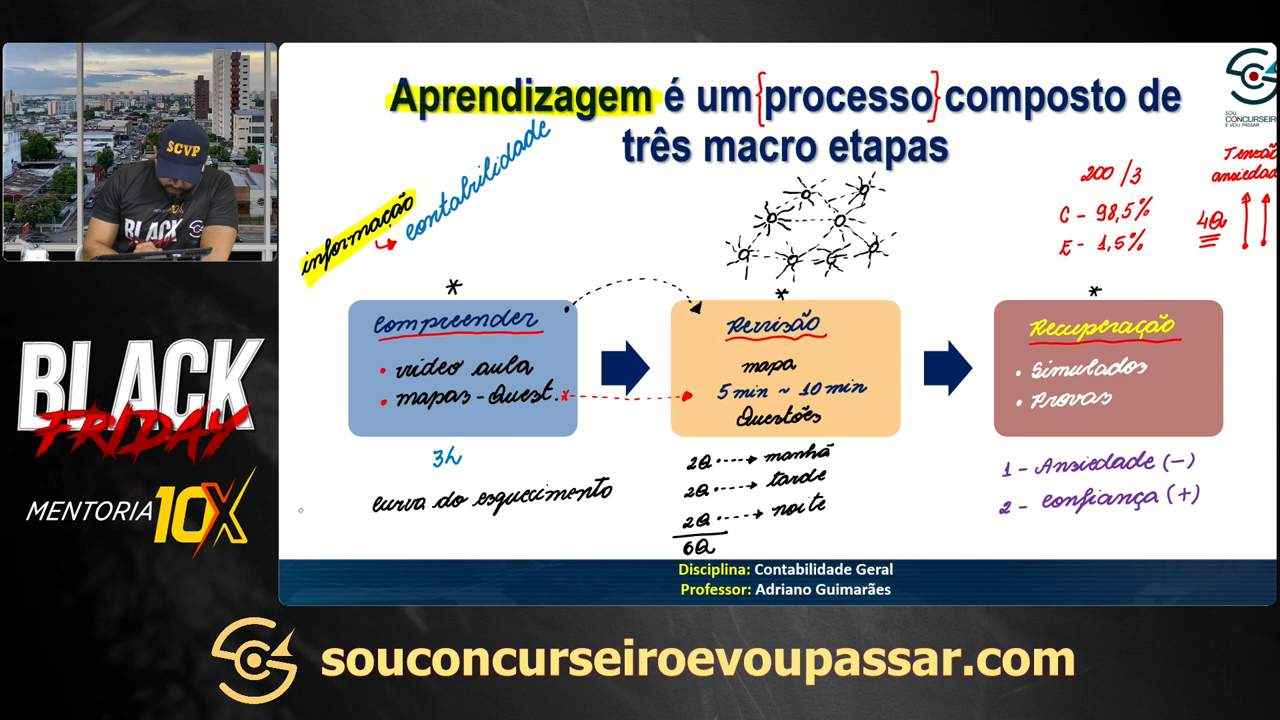 Aprendizagem é um {processo} composto de
três macro etapas
SOU
CONCURSEIRO
E VOU PASSAR
informação
contabilidade
200/3
C - 98,5%
E - 1,5%
4Q
Tensão
ansiedad
*
compreender
• vídeo aula
• mapas - Quest.
3h
curva do esquecimento
*
Revisão
mapa
5 min ~ 10 min
Questões
2Q → manhã
2Q → tarde
2Q → noite
6Q
*
Recuperação
• Simulados
• Provas
1 - Ansiedade (-)
2 - confiança (+)
Disciplina: Contabilidade Geral
Professor: Adriano Guimarães
SCVP
BLACK
BLACK
FRIDAY
MENTORIA 10X
souconcurseiroevoupassar.com